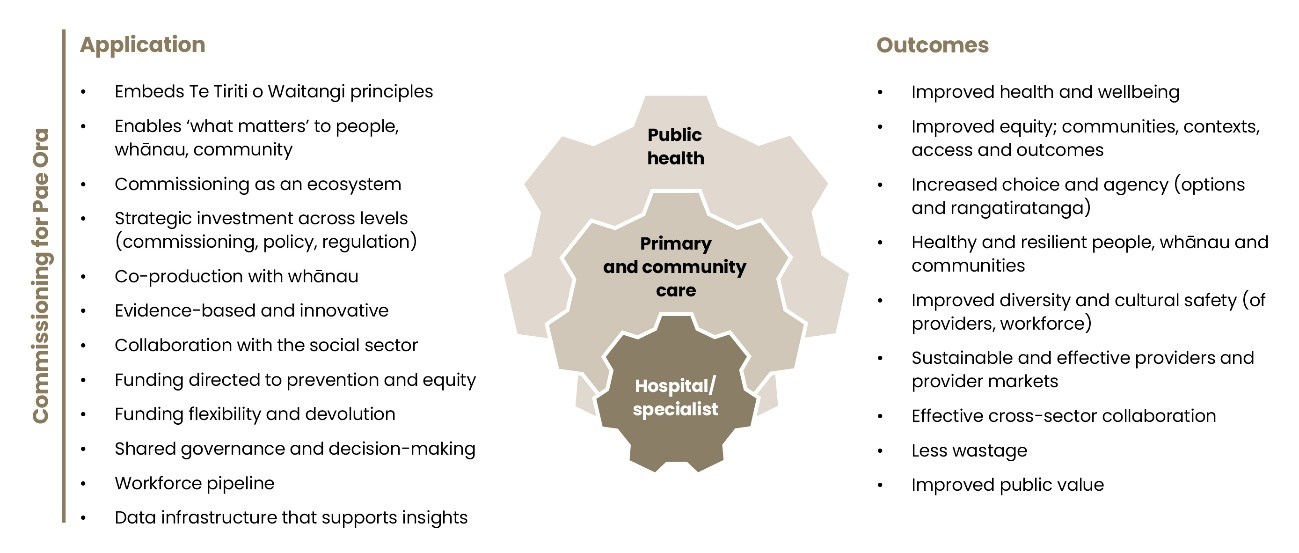 Commissioning for Pae Ora
Application
• Embeds Te Tiriti o Waitangi principles
• Enables ‘what matters’ to people,
whānau, community
• Commissioning as an ecosystem
• Strategic investment across levels
(commissioning, policy, regulation)
• Co-production with whānau
• Evidence-based and innovative
• Collaboration with the social sector
• Funding directed to prevention and equity
• Funding flexibility and devolution
• Shared governance and decision-making
• Workforce pipeline
• Data infrastructure that supports insights
Public
health
Primary
and community
care
Hospital/
specialist
Outcomes
• Improved health and wellbeing
• Improved equity; communities, contexts,
access and outcomes
• Increased choice and agency (options
and rangatiratanga)
• Healthy and resilient people, whānau and
communities
• Improved diversity and cultural safety (of
providers, workforce)
• Sustainable and effective providers and
provider markets
• Effective cross-sector collaboration
• Less wastage
• Improved public value